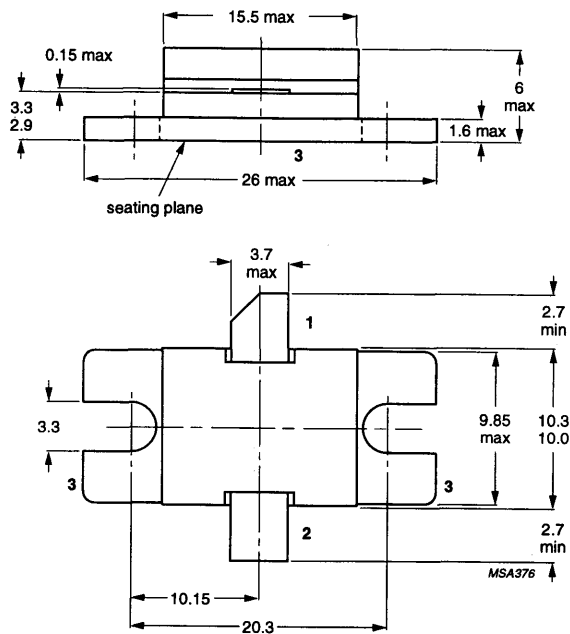 15.5 max
0.15 max
3.3
2.9
6
max
1.6 max
3
26 max
seating plane
3.7
max
1
2.7
min
3.3
9.85
max
10.3
10.0
3
3
2
2.7
min
MSA376
10.15
20.3